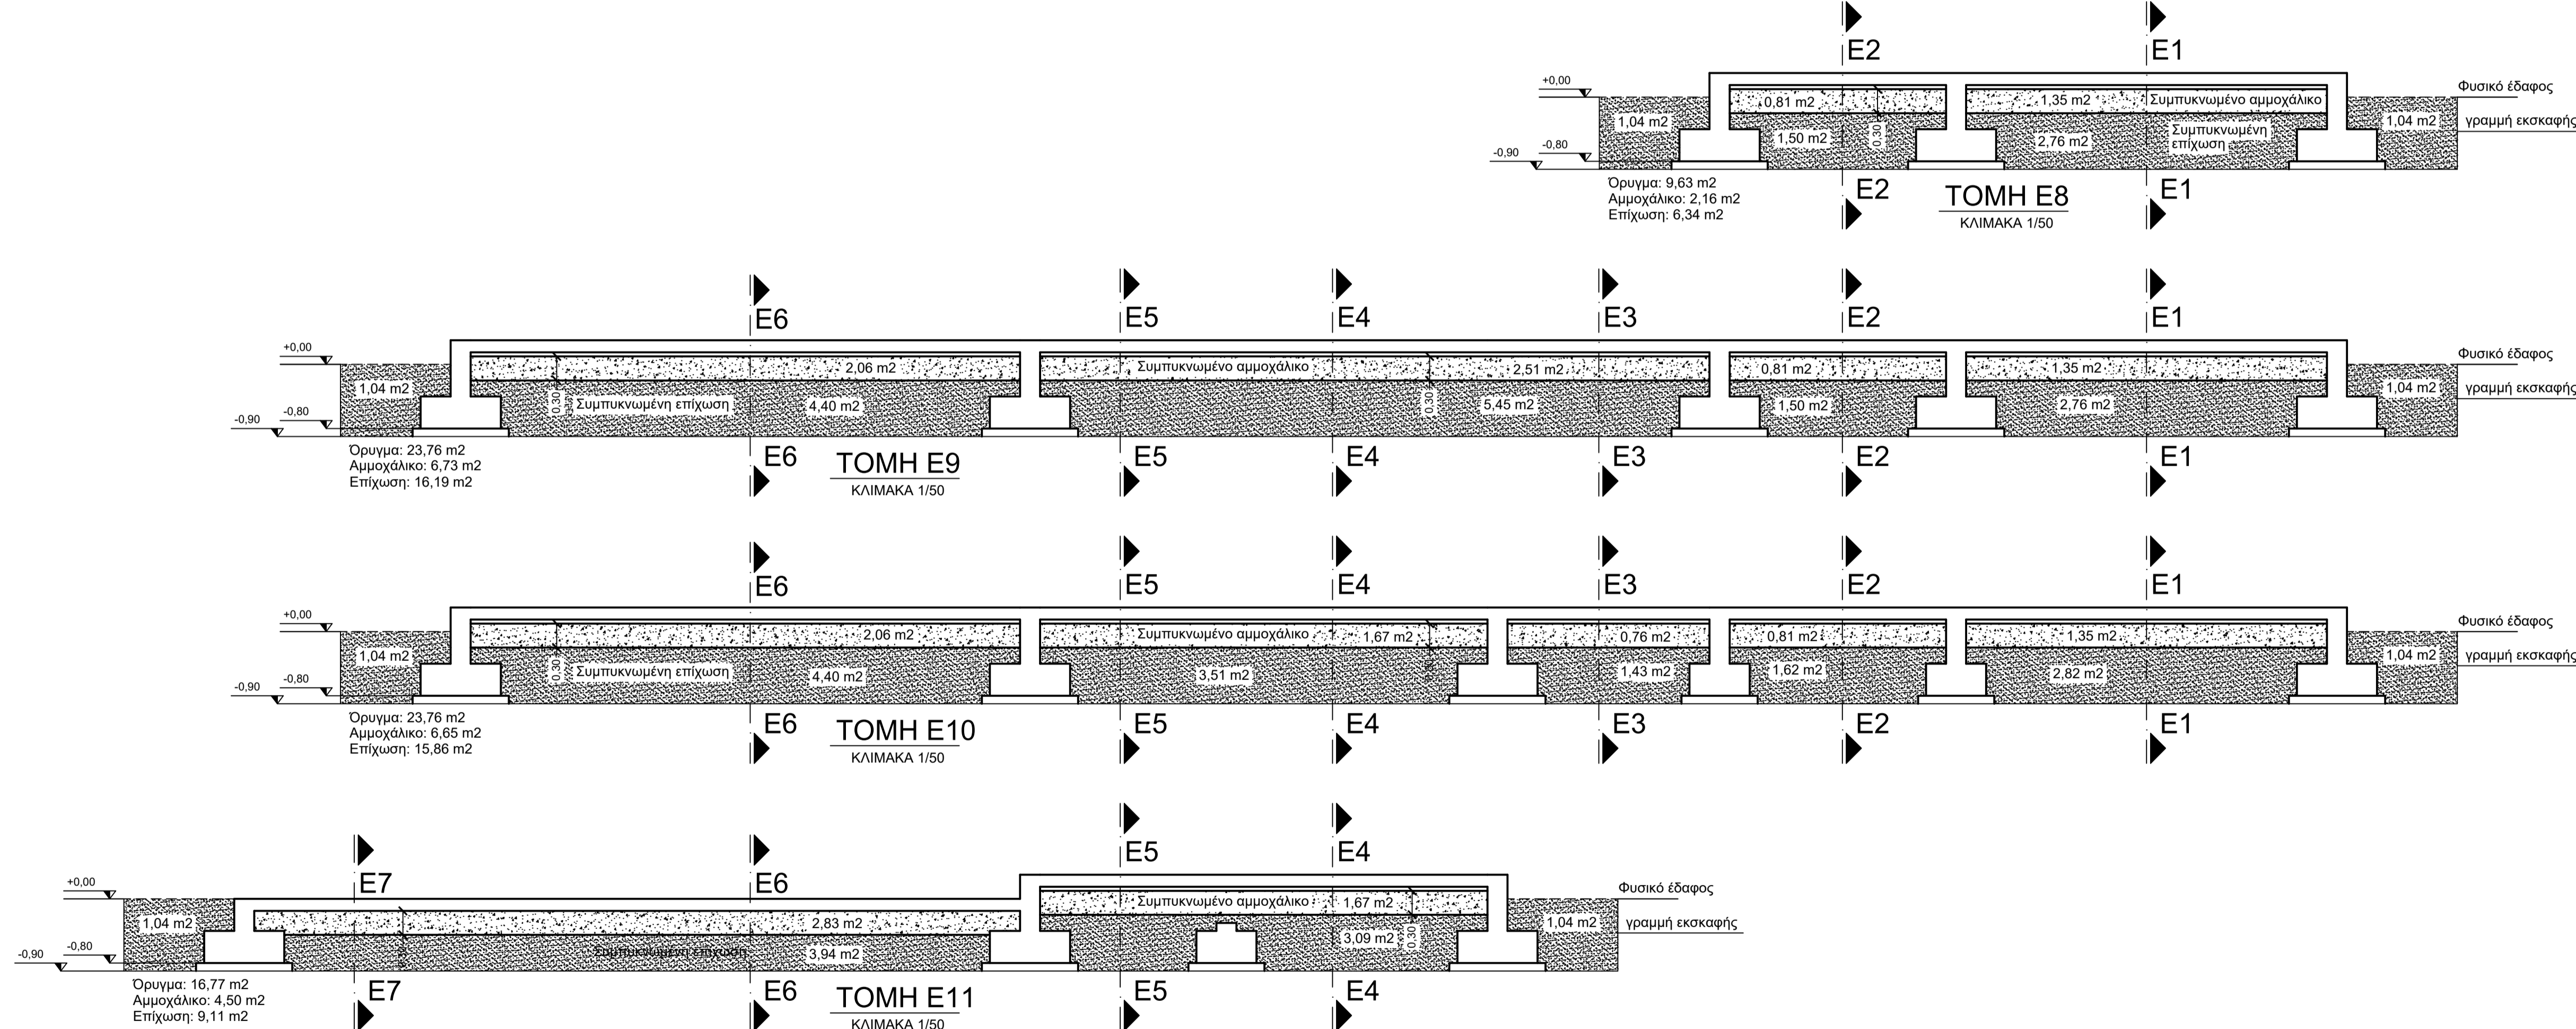 E2 E1
+0,00
Φυσικό έδαφος
0,81 m2 1,35 m2 Συμπυκνωμένο αμμοχάλικο
1,04 m2 1,04 m2 γραμμή εκσκαφής
1,50 m2 0,30 2,76 m2 Συμπυκνωμένη
επίχωση
-0,90 -0,80
Όρυγμα: 9,63 m2
Αμμοχάλικο: 2,16 m2
Επίχωση: 6,34 m2
E2 ΤΟΜΗ Ε8 E1
ΚΛΙΜΑΚΑ 1/50
E6 E5 E4 E3 E2 E1
+0,00
Φυσικό έδαφος
2,06 m2 Συμπυκνωμένο αμμοχάλικο 2,51 m2 0,81 m2 1,35 m2
1,04 m2 1,04 m2 γραμμή εκσκαφής
0,30 Συμπυκνωμένη επίχωση 4,40 m2 0,30 5,45 m2 1,50 m2 2,76 m2
-0,90 -0,80
Όρυγμα: 23,76 m2
Αμμοχάλικο: 6,73 m2
Επίχωση: 16,19 m2
E6 ΤΟΜΗ Ε9 E5 E4 E3 E2 E1
ΚΛΙΜΑΚΑ 1/50
E6 E5 E4 E3 E2 E1
+0,00
Φυσικό έδαφος
2,06 m2 Συμπυκνωμένο αμμοχάλικο 1,67 m2 0,76 m2 0,81 m2 1,35 m2
1,04 m2 1,04 m2 γραμμή εκσκαφής
0,30 Συμπυκνωμένη επίχωση 4,40 m2 3,51 m2 1,43 m2 1,62 m2 2,82 m2
-0,90 -0,80
Όρυγμα: 23,76 m2
Αμμοχάλικο: 6,65 m2
Επίχωση: 15,86 m2
E6 ΤΟΜΗ Ε10 E5 E4 E3 E2 E1
ΚΛΙΜΑΚΑ 1/50
E7 E6 E5 E4
+0,00
Φυσικό έδαφος
Συμπυκνωμένο αμμοχάλικο 1,67 m2
1,04 m2 2,83 m2 1,04 m2 γραμμή εκσκαφής
Συμπυκνωμένη επίχωση 3,94 m2 3,09 m2 0,30
-0,90 -0,80
Όρυγμα: 16,77 m2
Αμμοχάλικο: 4,50 m2
Επίχωση: 9,11 m2
E7 E6 ΤΟΜΗ Ε11 E5 E4
ΚΛΙΜΑΚΑ 1/50